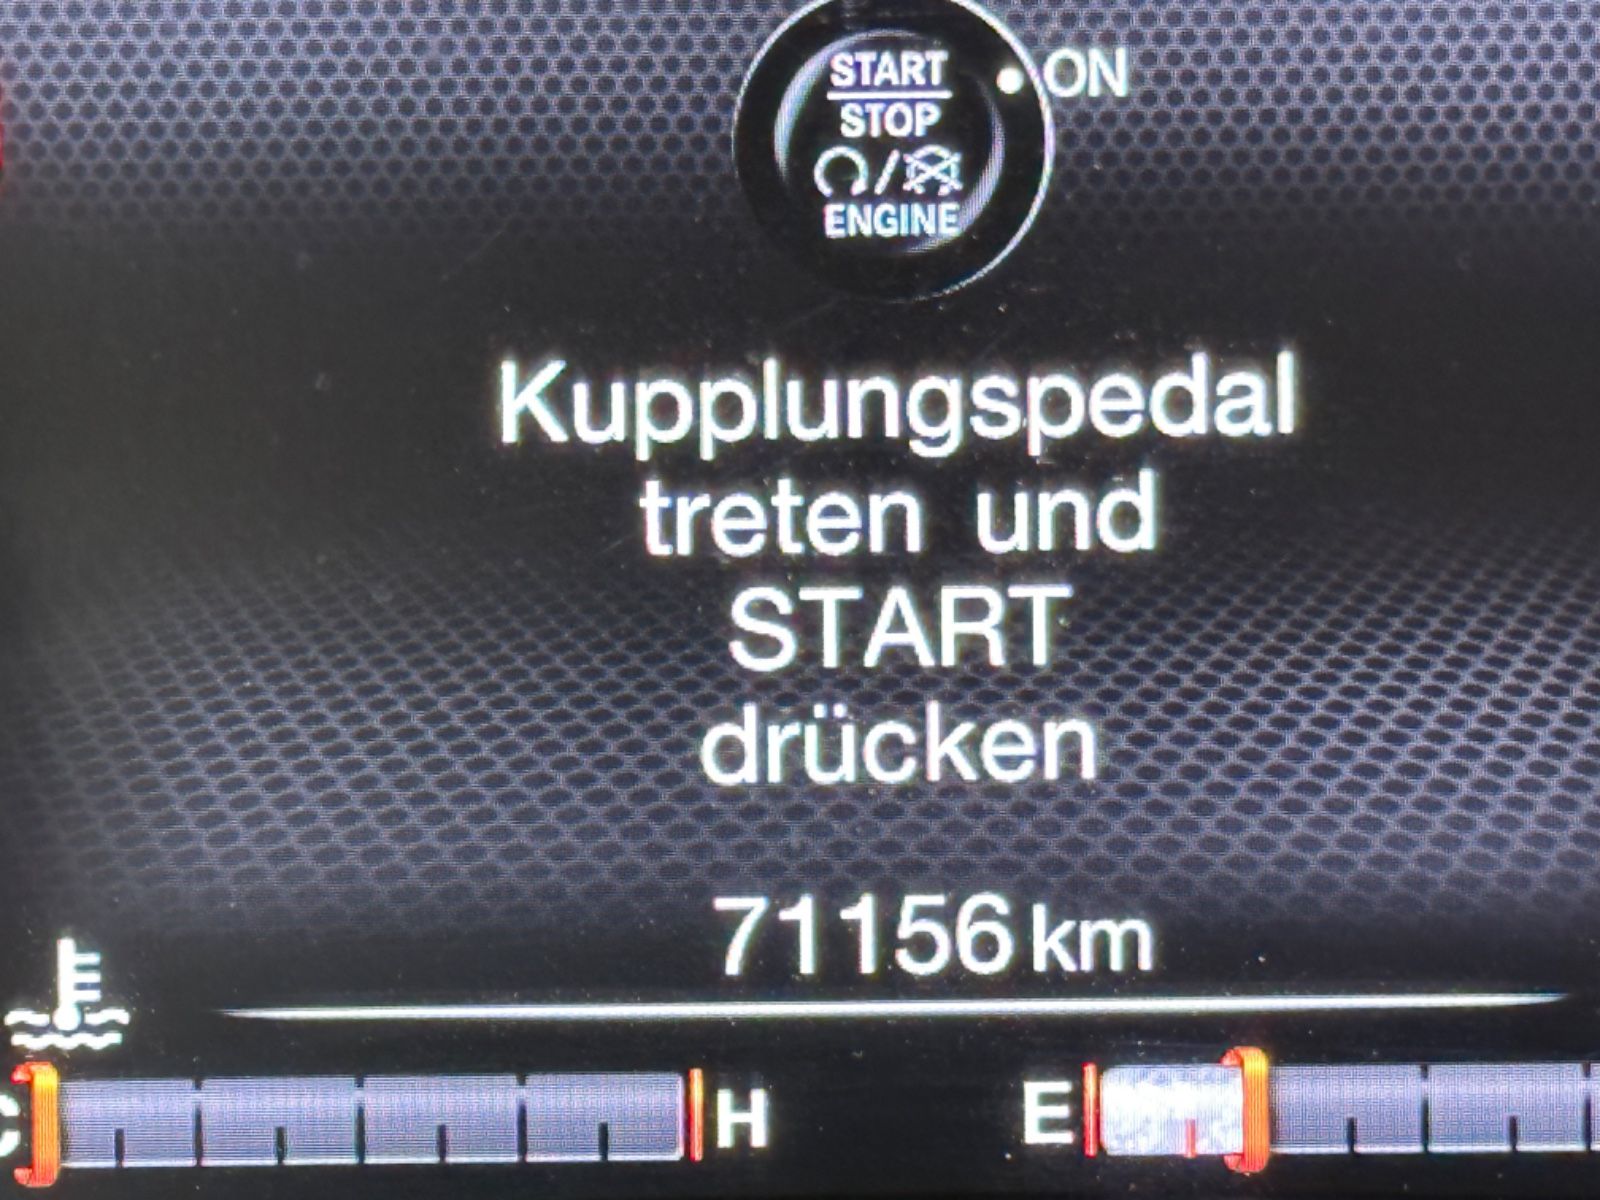 START
STOP
ENGINE
ON
Kupplungspedal
treten und
START
drücken
71156 km
C
H
E